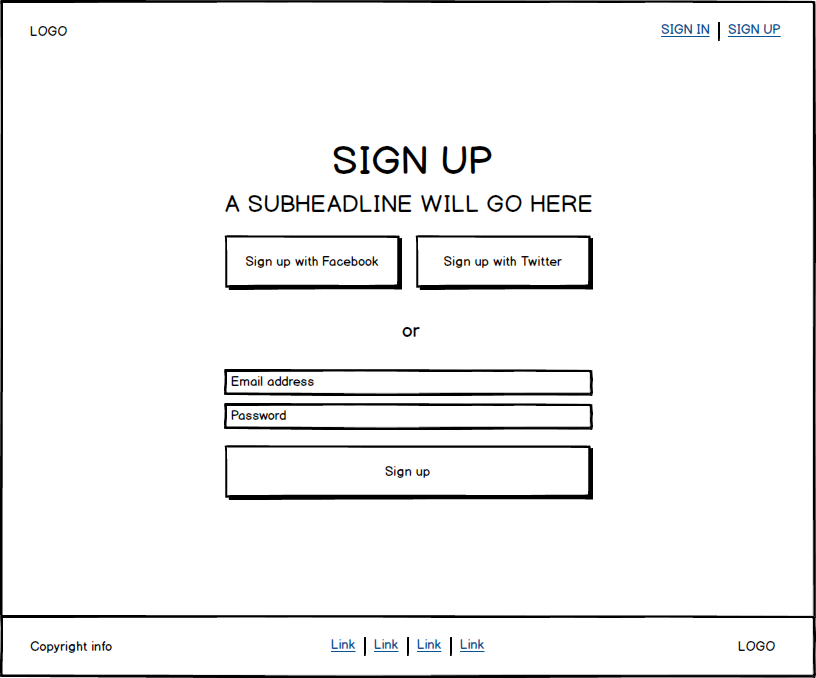 LOGO SIGN IN | SIGN UP
SIGN UP
A SUBHEADLINE WILL GO HERE
Sign up with Facebook Sign up with Twitter
or
Email address
Password
Sign up
Copyright info Link | Link | Link | Link LOGO